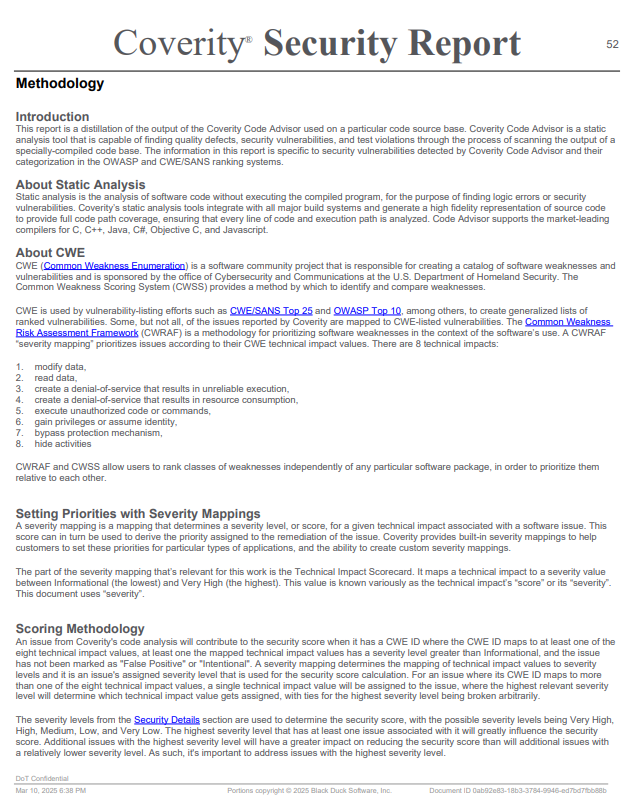 Coverity® Security Report
52
Methodology
Introduction
This report is a distillation of the output of the Coverity Code Advisor used on a particular code source base. Coverity Code Advisor is a static
analysis tool that is capable of finding quality defects, security vulnerabilities, and test violations through the process of scanning the output of a
specially-compiled code base. The information in this report is specific to security vulnerabilities detected by Coverity Code Advisor and their
categorization in the OWASP and CWE/SANS ranking systems.
About Static Analysis
Static analysis is the analysis of software code without executing the compiled program, for the purpose of finding logic errors or security
vulnerabilities. Coverity's static analysis tools integrate with all major build systems and generate a high fidelity representation of source code
to provide full code path coverage, ensuring that every line of code and execution path is analyzed. Code Advisor supports the market-leading
compilers for C, C++, Java, C#, Objective C, and Javascript.
About CWE
CWE (Common Weakness Enumeration) is a software community project that is responsible for creating a catalog of software weaknesses and
vulnerabilities and is sponsored by the office of Cybersecurity and Communications at the U.S. Department of Homeland Security. The
Common Weakness Scoring System (CWSS) provides a method by which to identify and compare weaknesses.
CWE is used by vulnerability-listing efforts such as CWE/SANS Top 25 and OWASP Top 10, among others, to create generalized lists of
ranked vulnerabilities. Some, but not all, of the issues reported by Coverity are mapped to CWE-listed vulnerabilities. The Common Weakness
Risk Assessment Framework (CWRAF) is a methodology for prioritizing software weaknesses in the context of the software's use. A CWRAF
"severity mapping" prioritizes issues according to their CWE technical impact values. There are 8 technical impacts:
1. modify data,
2. read data,
3. create a denial-of-service that results in unreliable execution,
4. create a denial-of-service that results in resource consumption,
5. execute unauthorized code or commands,
6. gain privileges or assume identity,
7. bypass protection mechanism,
8. hide activities
CWRAF and CWSS allow users to rank classes of weaknesses independently of any particular software package, in order to prioritize them
relative to each other.
Setting Priorities with Severity Mappings
A severity mapping is a mapping that determines a severity level, or score, for a given technical impact associated with a software issue. This
score can in turn be used to derive the priority assigned to the remediation of the issue. Coverity provides built-in severity mappings to help
customers to set these priorities for particular types of applications, and the ability to create custom severity mappings.
The part of the severity mapping that's relevant for this work is the Technical Impact Scorecard. It maps a technical impact to a severity value
between Informational (the lowest) and Very High (the highest). This value is known variously as the technical impact's "score" or its "severity".
This document uses "severity".
Scoring Methodology
An issue from Coverity's code analysis will contribute to the security score when it has a CWE ID where the CWE ID maps to at least one of the
eight technical impact values, at least one the mapped technical impact values has a severity level greater than Informational, and the issue
has not been marked as "False Positive" or "Intentional". A severity mapping determines the mapping of technical impact values to severity
levels and it is an issue's assigned severity level that is used for the security score calculation. For an issue where its CWE ID maps to more
than one of the eight technical impact values, a single technical impact value will be assigned to the issue, where the highest relevant severity
level will determine which technical impact value gets assigned, with ties for the highest severity level being broken arbitrarily.
The severity levels from the Security Details section are used to determine the security score, with the possible severity levels being Very High,
High, Medium, Low, and Very Low. The highest severity level that has at least one issue associated with it will greatly influence the security
score. Additional issues with the highest severity level will have a greater impact on reducing the security score than will additional issues with
a relatively lower severity level. As such, it's important to address issues with the highest severity level.
DoT Confidential
Mar 10, 2025 6:38 PM Portions copyright © 2025 Black Duck Software, Inc. Document ID 0ab92e83-18b3-3784-9946-ed7bd7fbb88b